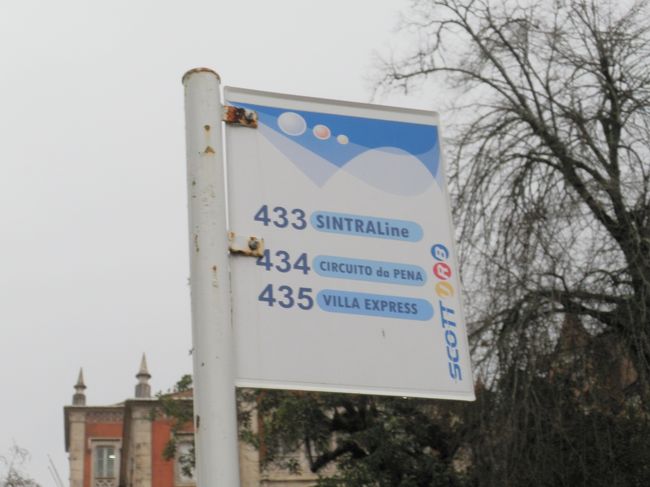 433 SINTRALine
434 CIRCUITO da PENA
435 VILLA EXPRESS
SCOTTURB